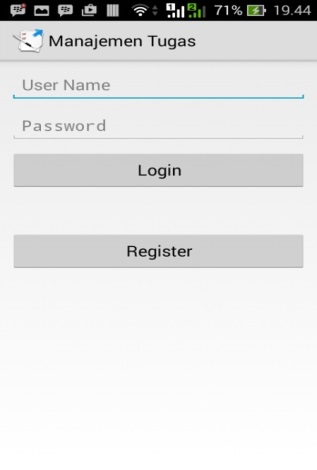 71% 19.44
Manajemen Tugas
User Name
Password
Login
Register